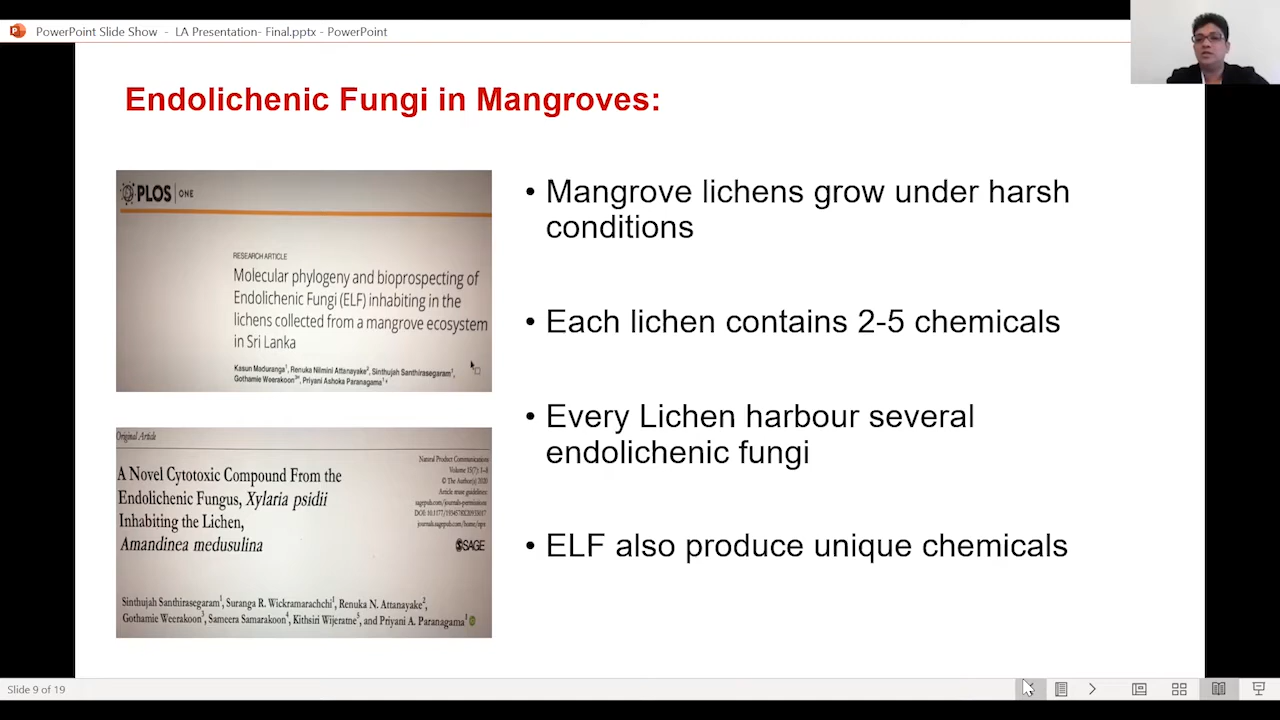 PowerPoint Slide Show - LA Presentation- Final.pptx - PowerPoint
Endolichenic Fungi in Mangroves:
PLOS ONE
RESEARCH ARTICLE
Molecular phylogeny and bioprospecting of
Endolichenic Fungi (ELF) inhabiting in the
lichens collected from a mangrove ecosystem
in Sri Lanka
Kasun Maduranga1, Renuka Nilmini Attanayake2, Sinthujah Santhirasegaram1,
Gothamie Weerakoon3*, Priyani Ashoka Paranagama1*
Original Article
A Novel Cytotoxic Compound From the
Endolichenic Fungus, Xylaria psidii
Inhabiting the Lichen,
Amandinea medusulina
Natural Product Communications
Volume 15(7): 1–8
© The Author(s) 2020
Article reuse guidelines:
sagepub.com/journals-permissions
journals.sagepub.com/home/npx
SAGE
Sinthujah Santhirasegaram1, Suranga R. Wickramarachchi1, Renuka N. Attanayake2,
Gothamie Weerakoon3, Sameera Samarakoon4, Kithsiri Wijeratne5, and Priyani A. Paranagama1
• Mangrove lichens grow under harsh
conditions
• Each lichen contains 2-5 chemicals
• Every Lichen harbour several
endolichenic fungi
• ELF also produce unique chemicals
Slide 9 of 19